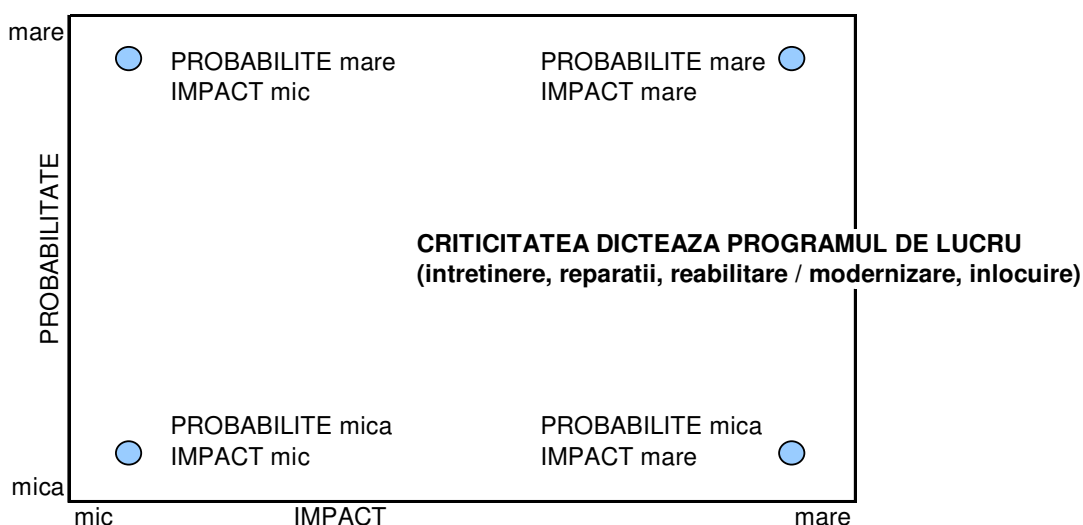 mare
PROBABILITE mare
IMPACT mic
PROBABILITE mare
IMPACT mare
PROBABILITATE
CRITICITATEA DICTEAZA PROGRAMUL DE LUCRU
(intretinere, reparatii, reabilitare / modernizare, inlocuire)
PROBABILITE mica
IMPACT mic
PROBABILITE mica
IMPACT mare
mica
mic
IMPACT
mare